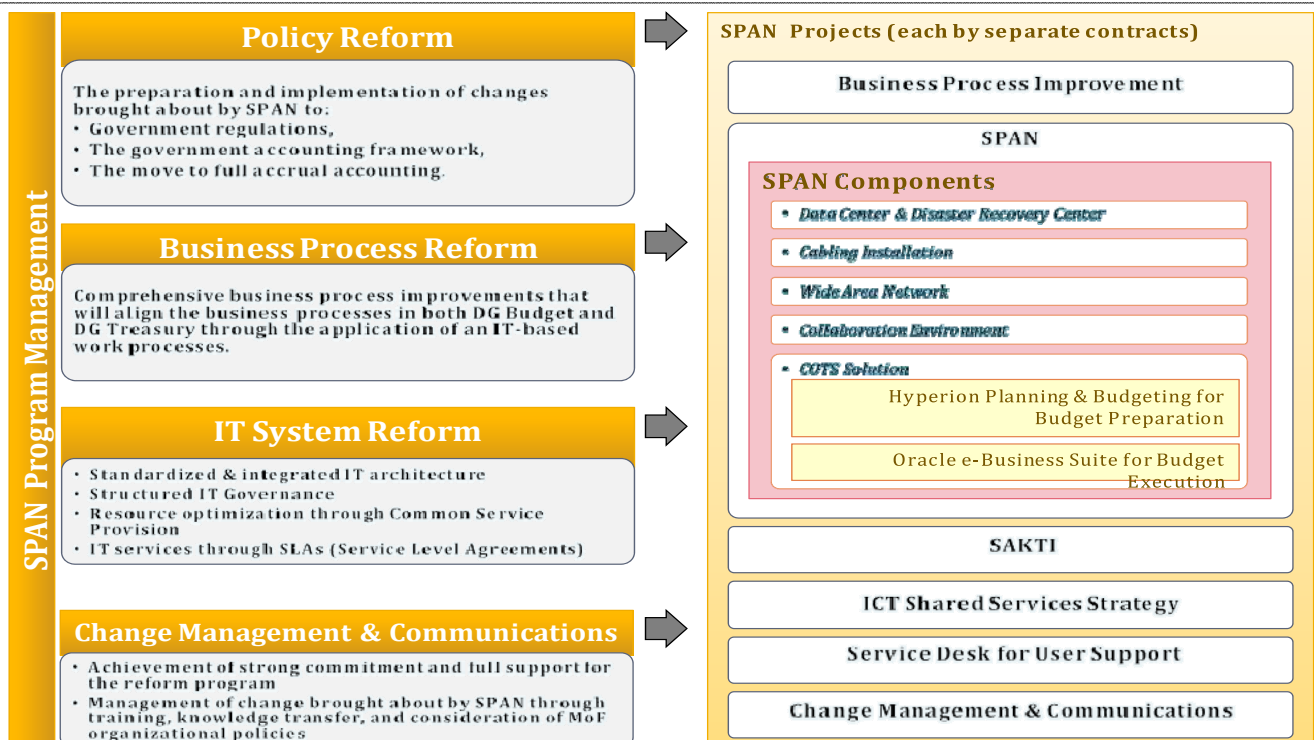 SPAN Program Management
Policy Reform
The preparation and implementation of changes
brought about by SPAN to:
• Government regulations,
• The government accounting framework,
• The move to full accrual accounting.
Business Process Reform
Comprehensive business process improvements that
will align the business processes in both DG Budget and
DG Treasury through the application of an IT-based
work processes.
IT System Reform
• Standardized & integrated IT architecture
• Structured IT Governance
• Resource optimization through Common Service
Provision
• IT services through SLAs (Service Level Agreements)
Change Management & Communications
• Achievement of strong commitment and full support for
the reform program
• Management of change brought about by SPAN through
training, knowledge transfer, and consideration of MoF
organizational policies
SPAN Projects (each by separate contracts)
Business Process Improvement
SPAN
SPAN Components
• Data Center & Disaster Recovery Center
• Cabling Installation
• Wide Area Network
• Collaboration Environment
• COTS Solution
Hyperion Planning & Budgeting for
Budget Preparation
Oracle e-Business Suite for Budget
Execution
SAKTI
ICT Shared Services Strategy
Service Desk for User Support
Change Management & Communications